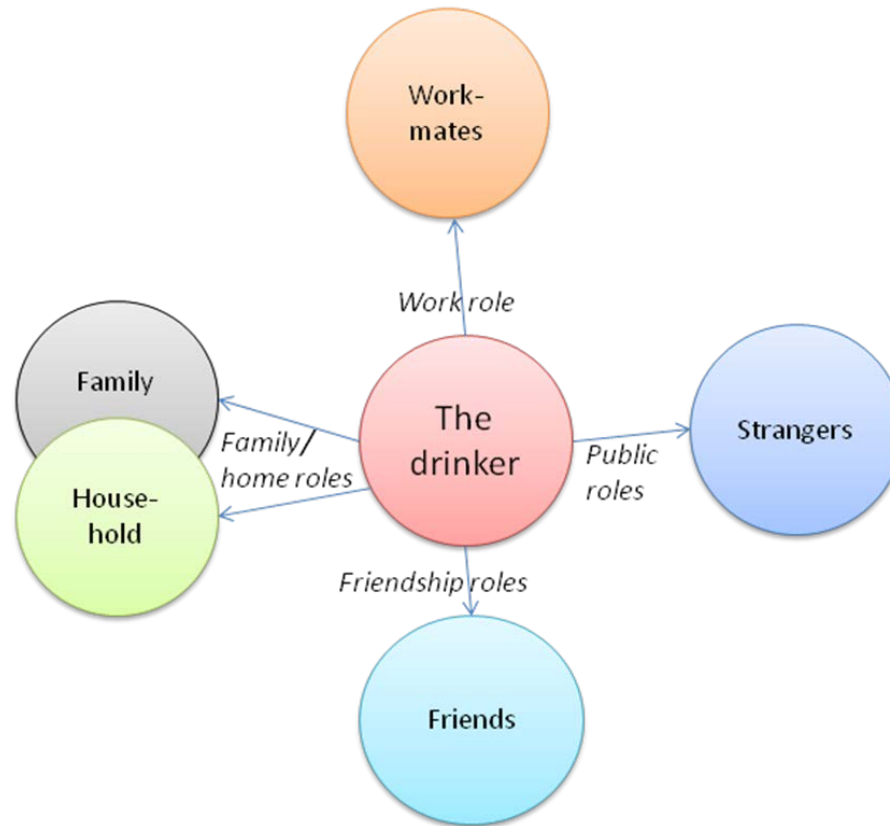 Work-
mates
Work role
Family
Family/
home roles
House-
hold
The
drinker
Public
roles
Strangers
Friendship roles
Friends